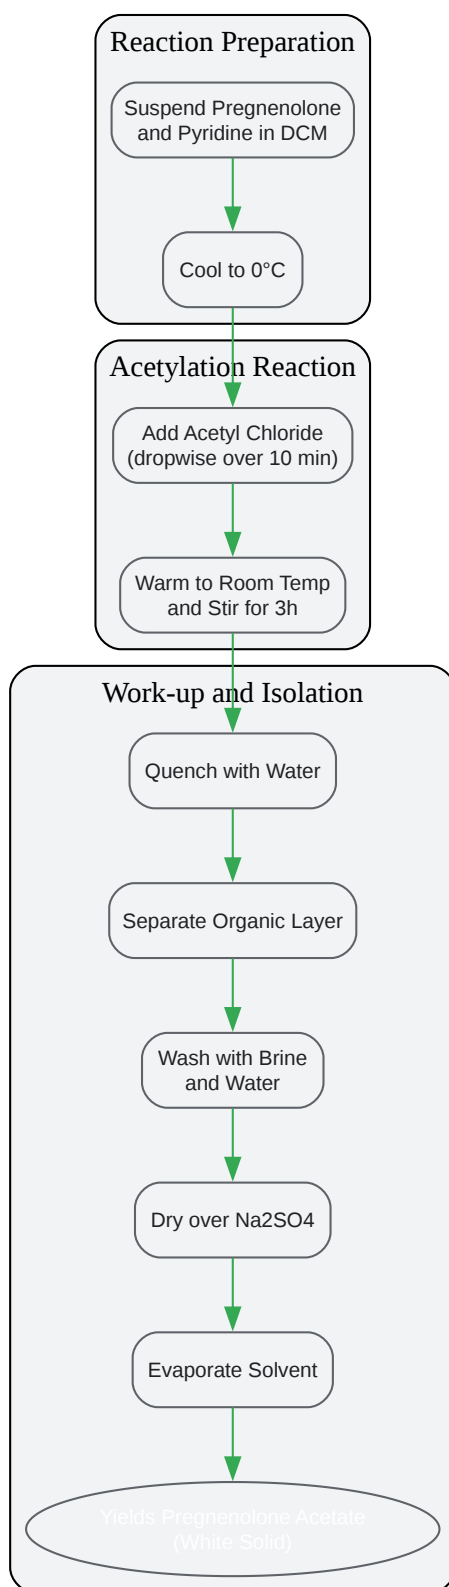 Reaction Preparation
Suspend Pregnenolone
and Pyridine in DCM
Cool to 0°C
Acetylation Reaction
Add Acetyl Chloride
(dropwise over 10 min)
Warm to Room Temp
and Stir for 3h
Work-up and Isolation
Quench with Water
Separate Organic Layer
Wash with Brine
and Water
Dry over Na2SO4
Evaporate Solvent
Yields Pregnenolone Acetate
(White Solid)